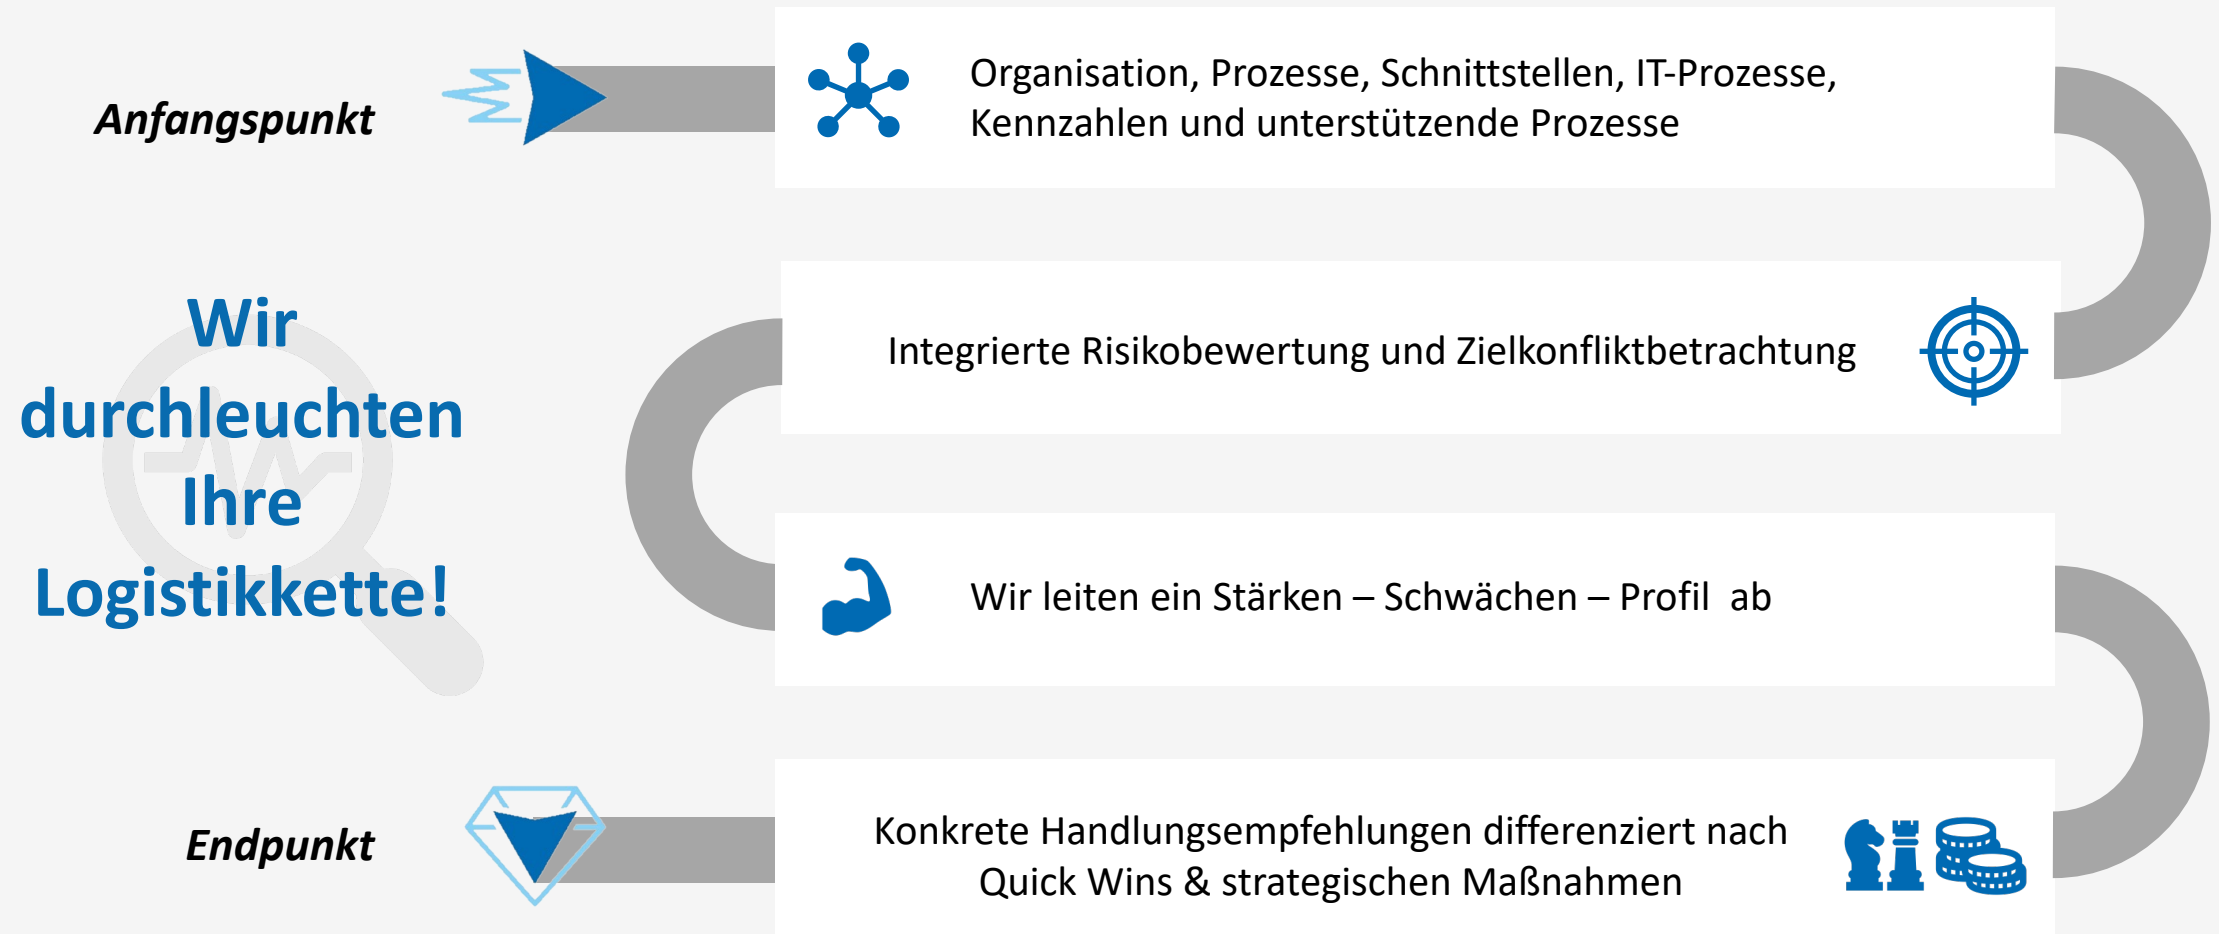 Anfangspunkt
Organisation, Prozesse, Schnittstellen, IT-Prozesse,
Kennzahlen und unterstützende Prozesse
Wir
durchleuchten
Ihre
Logistikkette!
Integrierte Risikobewertung und Zielkonfliktbetrachtung
Wir leiten ein Stärken – Schwächen – Profil  ab
Endpunkt
Konkrete Handlungsempfehlungen differenziert nach
Quick Wins & strategischen Maßnahmen